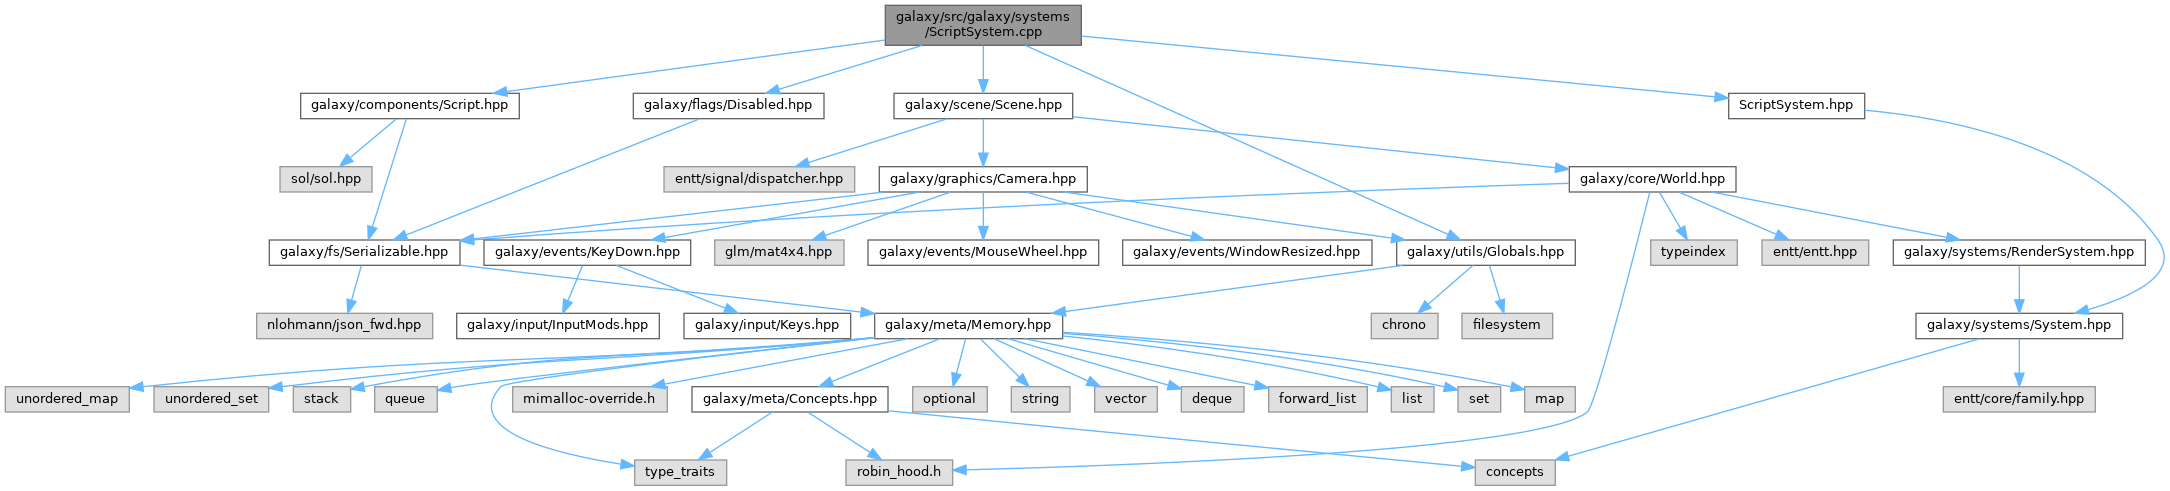 galaxy/src/galaxy/systems
/ScriptSystem.cpp
galaxy/components/Script.hpp
galaxy/flags/Disabled.hpp
galaxy/scene/Scene.hpp
ScriptSystem.hpp
sol/sol.hpp
entt/signal/dispatcher.hpp
galaxy/graphics/Camera.hpp
galaxy/core/World.hpp
galaxy/fs/Serializable.hpp
galaxy/events/KeyDown.hpp
glm/mat4x4.hpp
galaxy/events/MouseWheel.hpp
galaxy/events/WindowResized.hpp
galaxy/utils/Globals.hpp
typeindex
entt/entt.hpp
galaxy/systems/RenderSystem.hpp
nlohmann/json_fwd.hpp
galaxy/input/InputMods.hpp
galaxy/input/Keys.hpp
galaxy/meta/Memory.hpp
chrono
filesystem
galaxy/systems/System.hpp
unordered_map
unordered_set
stack
queue
mimalloc-override.h
galaxy/meta/Concepts.hpp
optional
string
vector
deque
forward_list
list
set
map
entt/core/family.hpp
type_traits
robin_hood.h
concepts